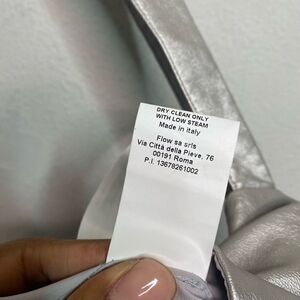 DRY CLEAN ONLY
WITH LOW STEAM
Made in Italy
Flow sa srls
Via Città della Pieve, 76
00191 Roma
P.I. 13678261002